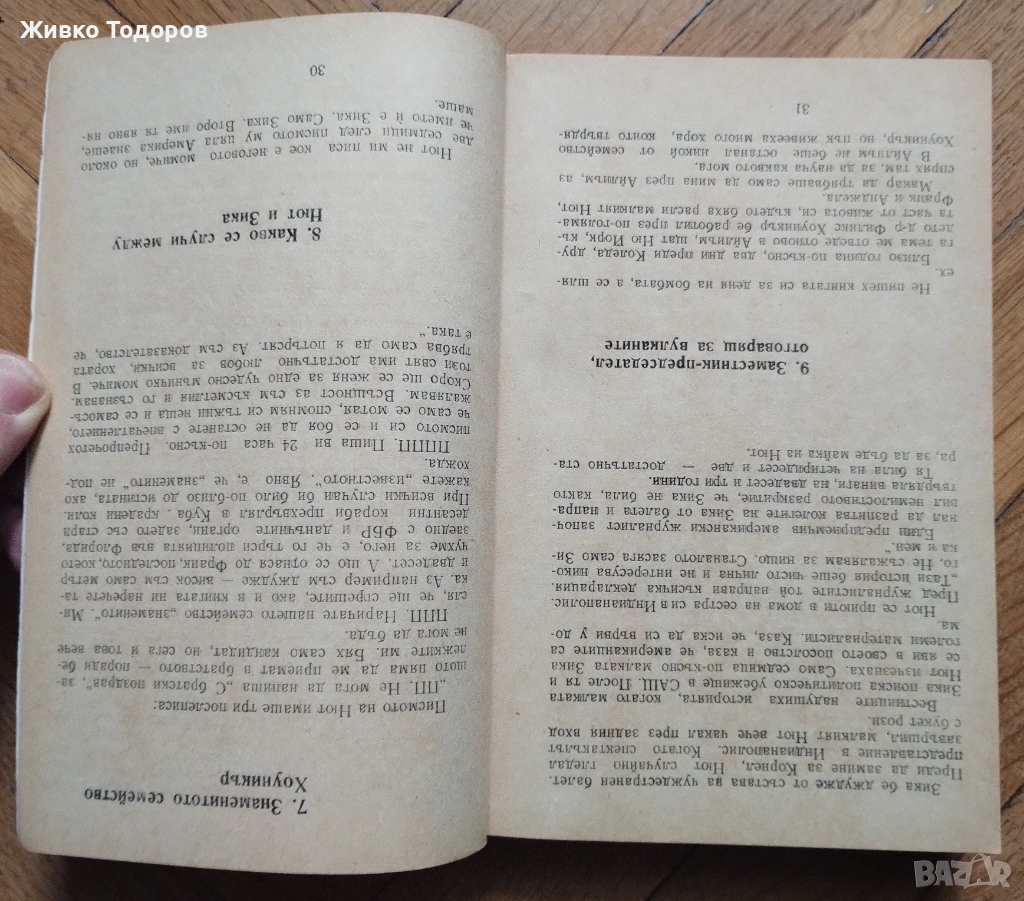 Живко Тодоров
7. Знаменитото семейство
Хоуникър
Писмото на Нют имаше три послеписа:
„ПП. Не мога да напиша „С братски поздрав“, за-
щото няма да ме приемат в братството — поради бе-
лежките ми. Бях само кандидат, но сега и това вече
не мога да бъда.
ППП. Наричате нашето семейство „знаменито“. Ми-
сля, че ще сгрешите, ако и в книгата ни наречете та-
ка. Аз например съм джудже — висок съм само метър
и двадесет. А що се отнася до Франк, последното, което
чухме за него, е че го търси полицията във Флорида,
заедно с ФБР и данъчните органи, задето със стари
десантни кораби прехвърлял в Куба крадени коли.
При всички случаи би било по-близо до истината, ако
кажете „известното“. Явно е, че „знаменито“ не под-
хожда.
ПППП. Пиша ви 24 часа по-късно. Препрочетох
писмото си и се боя да не останете с впечатлението,
че само се мотая, спомням си тъжни неща и се самосъ-
жалявам. Всъщност аз съм късметлия и го съзнавам.
Скоро ще се женя за едно чудесно мъничко момиче. В
този свят има достатъчно любов за всички, хората
трябва само да я потърсят. Аз съм доказателство, че
е така.“
8. Какво се случи между
Нют и Зика
Нют не ми писа кое е неговото момиче, но около
две седмици след писмото му цяла Америка знаеше,
че името ѝ е Зика. Само Зика. Второ име тя явно ня-
маше.
30
Зика бе джудже от състава на чуждестранен балет.
Преди да замине за Корнел, Нют случайно гледал
представление в Индианаполис. Когато спектакълът
завършил, малкият Нют вече чакал пред задния вход
с букет рози.
Вестниците надушиха историята, когато малката
Зика поиска политическо убежище в САЩ. После тя и
Нют изчезнаха. Само седмица по-късно малката Зика
се яви в своето посолство и каза, че американците са
големи материалисти. Каза, че иска да си върви у до-
ма.
Нют се приюти в дома на сестра си в Индианаполис.
Пред журналистите той направи кратка декларация.
„Тази история беше чисто лична и не интересува нико-
го. Не съжалявам за нищо. Станалото засяга само Зи-
ка и мен.“
Един предприемчив американски журналист започ-
нал да разпитва колегите на Зика от балета и напра-
вил немилостивото разкритие, че Зика не била, както
твърдяла винаги, на двадесет и три години.
Тя била на четиридесет и две — достатъчно ста-
ра, за да бъде на майка на Нют.
9. Заместник-председател,
отговарящ за вулканите
Не пишех книгата си за деня на бомбата, а се шля-
ех.
Близо година по-късно, два дни преди Коледа, дру-
га тема ме отведе отново в Айлиъм, щат Ню Йорк, къ-
дето д-р Феликс Хоуникър бе работил през по-голяма-
та част от живота си, където бяха расли малкият Нют,
Франк и Анджела.
Макар да трябваше само да мина през Айлиъм, аз
спрях там, за да науча каквото мога.
В Айлиъм не беше останал никой от семейство
Хоуникър, но пък живееха много хора, които твърдя-
31
BAZAR